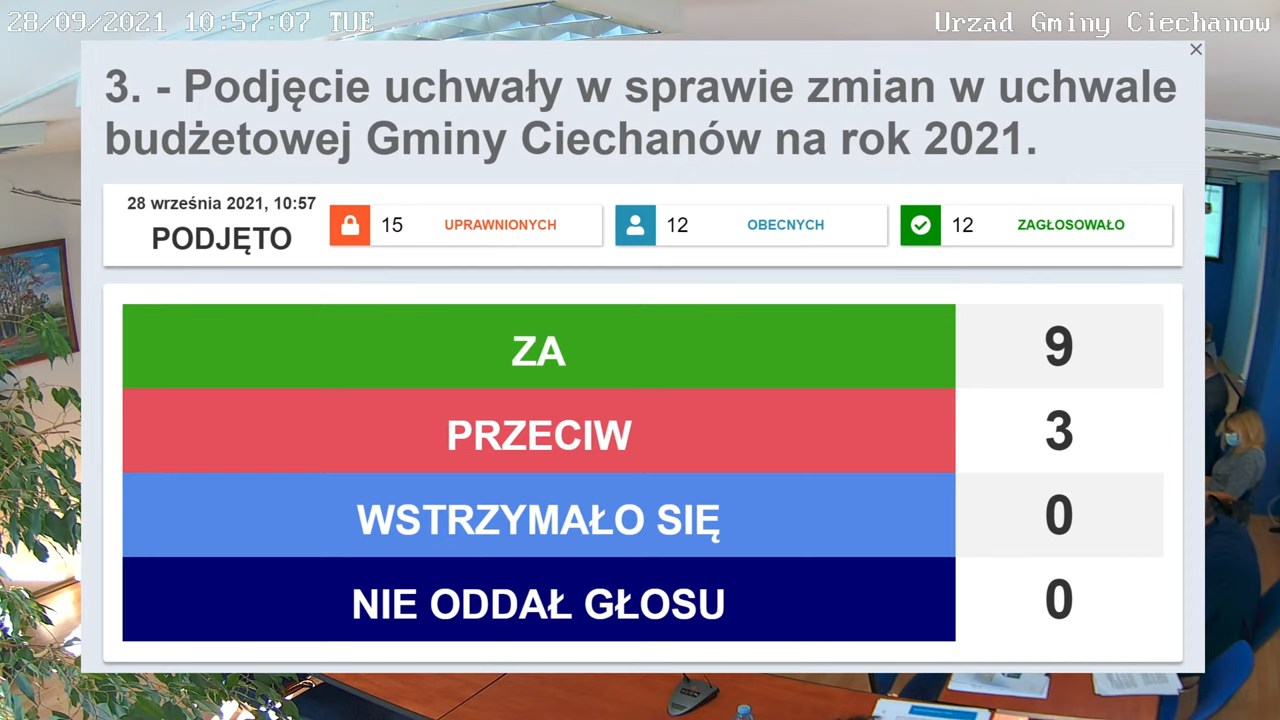 28/09/2021 10:57:07 TUE
Urzad Gminy Ciechanow
3. - Podjęcie uchwały w sprawie zmian w uchwale
budżetowej Gminy Ciechanów na rok 2021.
28 września 2021, 10:57
PODJĘTO
15 UPRAWNIONYCH
12 OBECNYCH
12 ZAGŁOSOWAŁO
ZA 9
PRZECIW 3
WSTRZYMAŁO SIĘ 0
NIE ODDAŁ GŁOSU 0